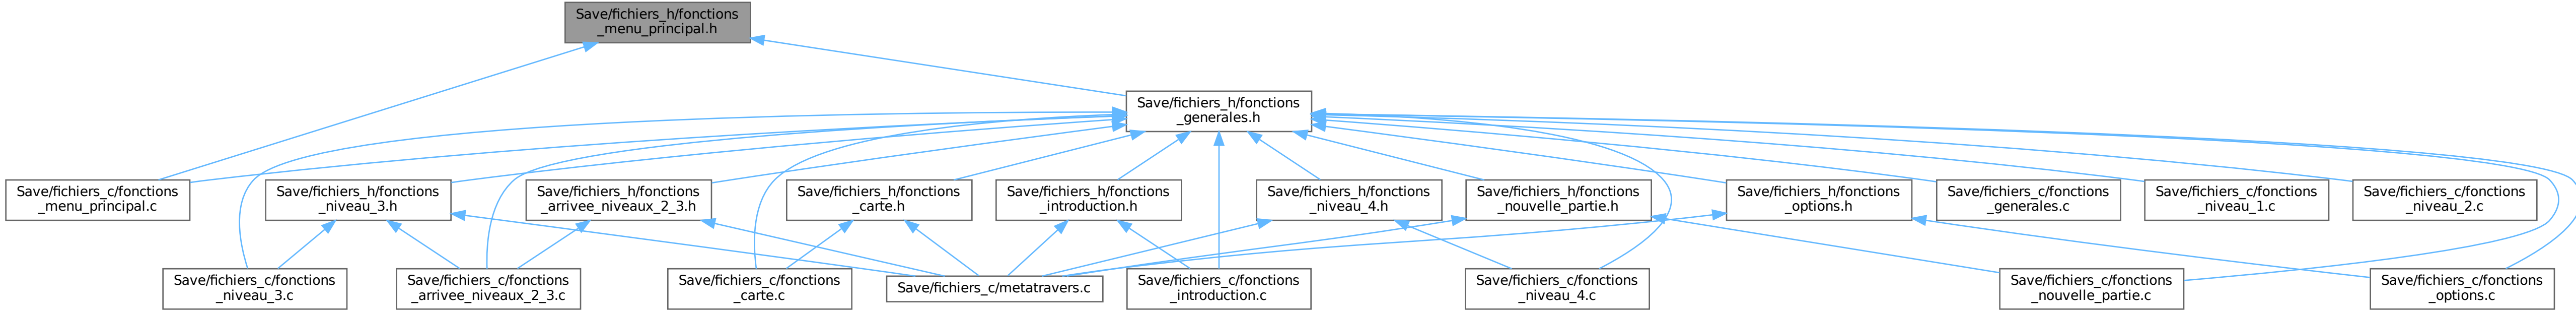 Save/fichiers_h/fonctions
_menu_principal.h
Save/fichiers_h/fonctions
_generales.h
Save/fichiers_c/fonctions
_menu_principal.c
Save/fichiers_h/fonctions
_niveau_3.h
Save/fichiers_h/fonctions
_arrivee_niveaux_2_3.h
Save/fichiers_h/fonctions
_carte.h
Save/fichiers_h/fonctions
_introduction.h
Save/fichiers_h/fonctions
_niveau_4.h
Save/fichiers_h/fonctions
_nouvelle_partie.h
Save/fichiers_h/fonctions
_options.h
Save/fichiers_c/fonctions
_generales.c
Save/fichiers_c/fonctions
_niveau_1.c
Save/fichiers_c/fonctions
_niveau_2.c
Save/fichiers_c/fonctions
_niveau_3.c
Save/fichiers_c/fonctions
_arrivee_niveaux_2_3.c
Save/fichiers_c/fonctions
_carte.c
Save/fichiers_c/metatravers.c
Save/fichiers_c/fonctions
_introduction.c
Save/fichiers_c/fonctions
_niveau_4.c
Save/fichiers_c/fonctions
_nouvelle_partie.c
Save/fichiers_c/fonctions
_options.c